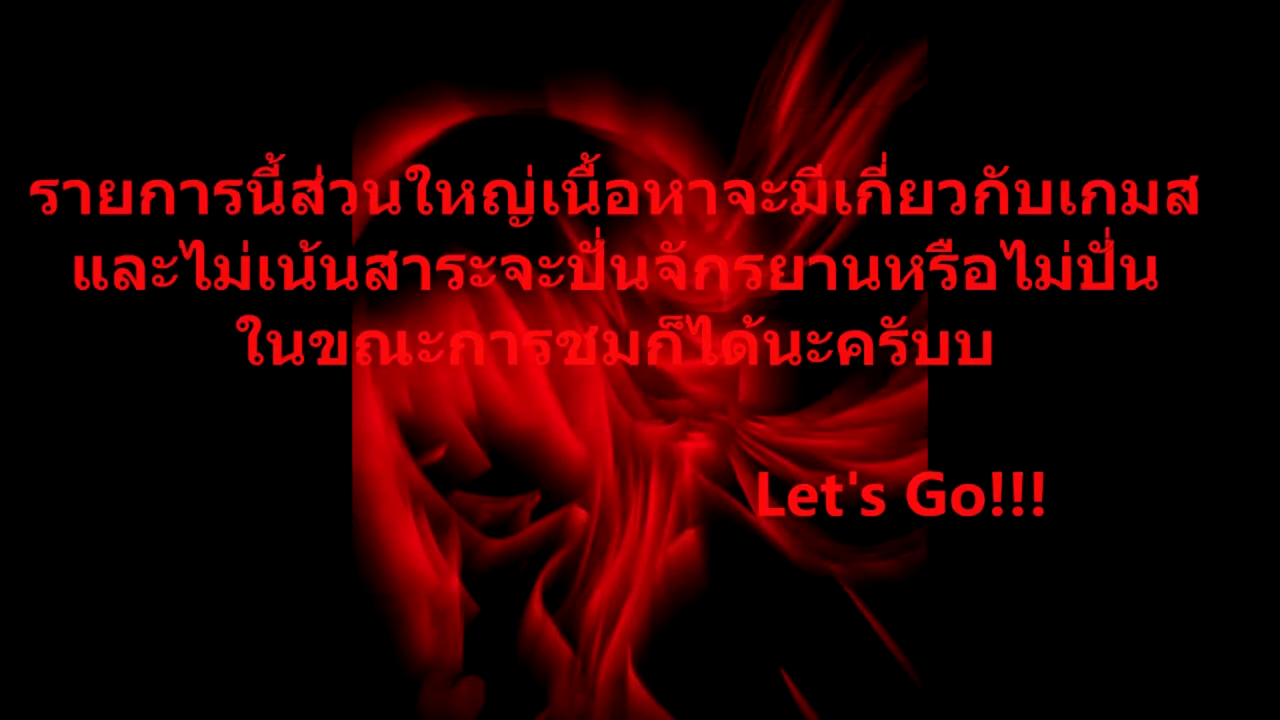 รายการนี้ส่วนใหญ่เนื้อหาจะมีเกี่ยวกับเกมส
และไม่เน้นสาระจะปั่นจักรยานหรือไม่ปั่น
ในขณะการชมก็ได้นะครับบ
Let's Go!!!